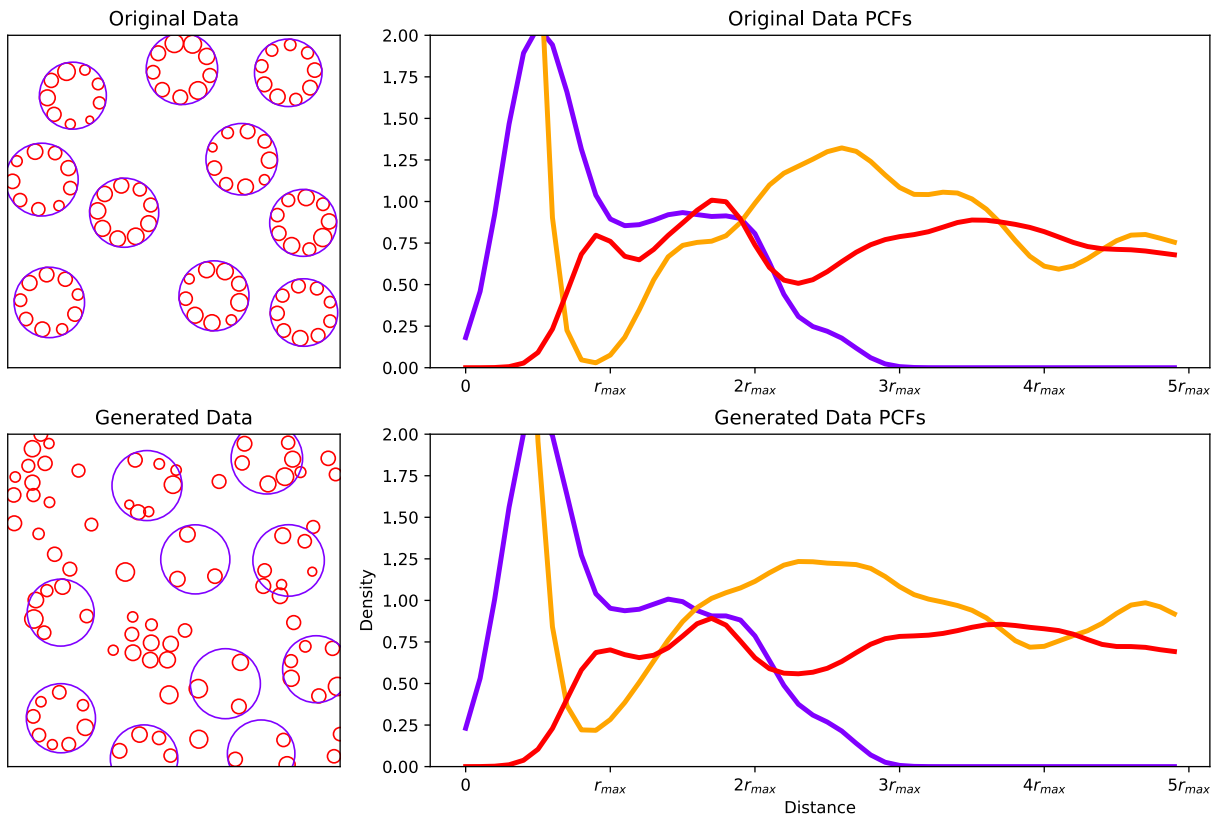 Original Data
Original Data PCFs
2.00
1.75
1.50
1.25
1.00
0.75
0.50
0.25
0.00
0 r_max 2r_max 3r_max 4r_max 5r_max
Generated Data
Generated Data PCFs
2.00
1.75
1.50
1.25
1.00
0.75
0.50
0.25
0.00
Density
0 r_max 2r_max 3r_max 4r_max 5r_max
Distance